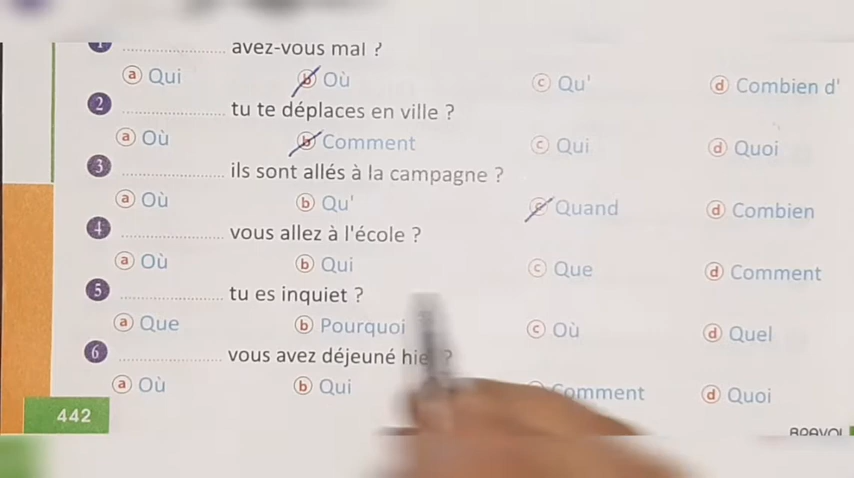 1 .................... avez-vous mal ?
a Qui b Où c Qu' d Combien d'
2 .................... tu te déplaces en ville ?
a Où b Comment c Qui d Quoi
3 .................... ils sont allés à la campagne ?
a Où b Qu' c Quand d Combien
4 .................... vous allez à l'école ?
a Où b Qui c Que d Comment
5 .................... tu es inquiet ?
a Que b Pourquoi c Où d Quel
6 .................... vous avez déjeuné hier ?
a Où b Qui Comment d Quoi
442